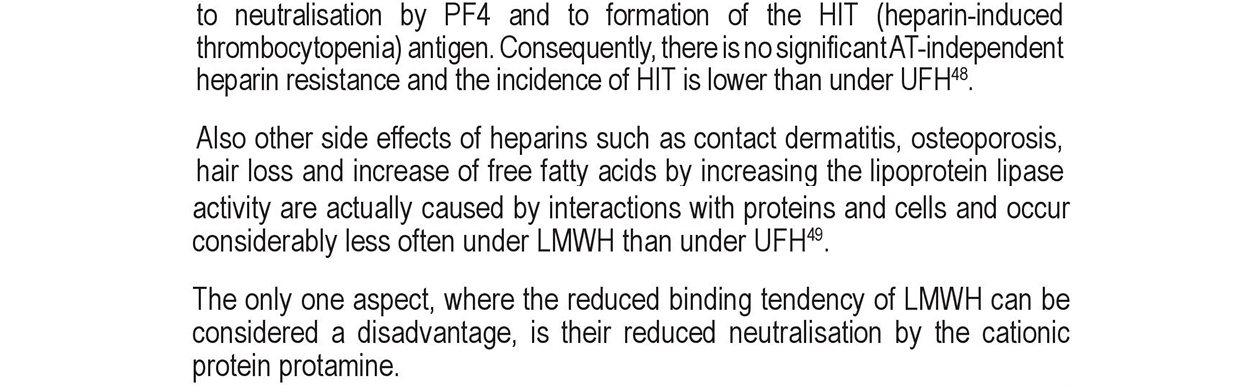 to neutralisation by PF4 and to formation of the HIT (heparin-induced
thrombocytopenia) antigen. Consequently, there is no significant AT-independent
heparin resistance and the incidence of HIT is lower than under UFH48.
Also other side effects of heparins such as contact dermatitis, osteoporosis,
hair loss and increase of free fatty acids by increasing the lipoprotein lipase
activity are actually caused by interactions with proteins and cells and occur
considerably less often under LMWH than under UFH49.
The only one aspect, where the reduced binding tendency of LMWH can be
considered a disadvantage, is their reduced neutralisation by the cationic
protein protamine.